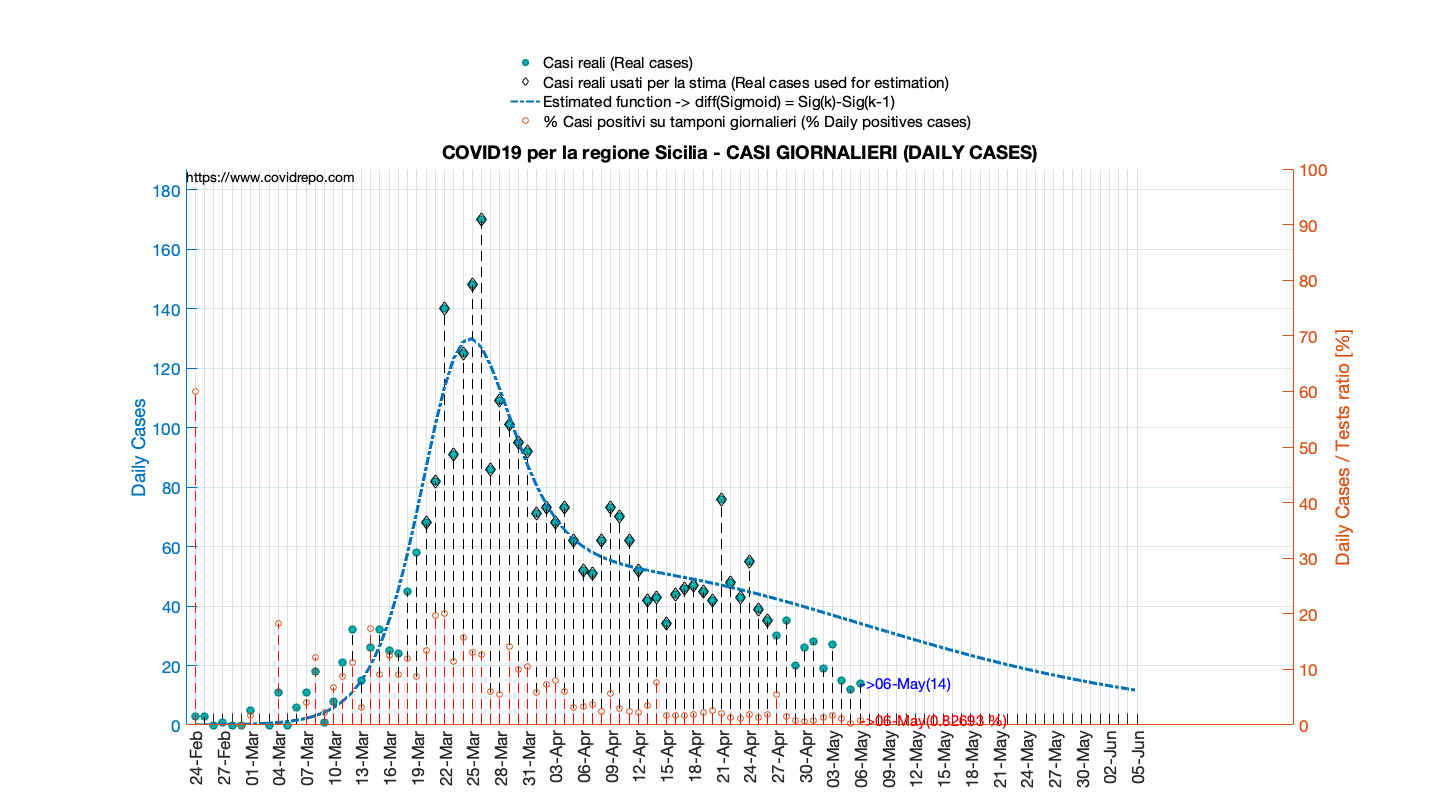 Casi reali (Real cases)
Casi reali usati per la stima (Real cases used for estimation)
Estimated function -> diff(Sigmoid) = Sig(k)-Sig(k-1)
% Casi positivi su tamponi giornalieri (% Daily positives cases)
COVID19 per la regione Sicilia - CASI GIORNALIERI (DAILY CASES)
https://www.covidrepo.com
Daily Cases
180
160
140
120
100
80
60
40
20
0
100
90
80
70
60
50
40
30
20
10
0
Daily Cases / Tests ratio [%]
->06-May(14)
->06-May(0.82693 %)
24-Feb
27-Feb
01-Mar
04-Mar
07-Mar
10-Mar
13-Mar
16-Mar
19-Mar
22-Mar
25-Mar
28-Mar
31-Mar
03-Apr
06-Apr
09-Apr
12-Apr
15-Apr
18-Apr
21-Apr
24-Apr
27-Apr
30-Apr
03-May
06-May
09-May
12-May
15-May
18-May
21-May
24-May
27-May
30-May
02-Jun
05-Jun